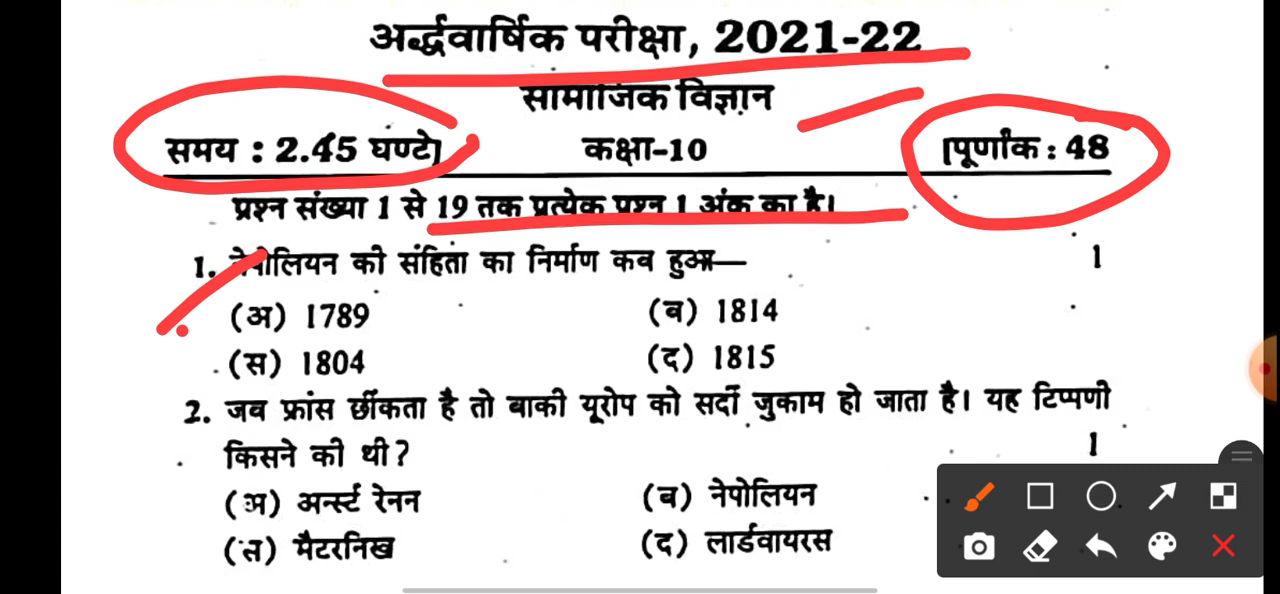 अर्द्धवार्षिक परीक्षा, 2021-22
सामाजिक विज्ञान
समय : 2.45 घण्टे] कक्षा-10 [पूर्णांक : 48
प्रश्न संख्या 1 से 19 तक प्रत्येक प्रश्न 1 अंक का है।
1. नेपोलियन की संहिता का निर्माण कब हुआ— 1
(अ) 1789 (ब) 1814
(स) 1804 (द) 1815
2. जब फ्रांस छींकता है तो बाकी यूरोप को सर्दी जुकाम हो जाता है। यह टिप्पणी
किसने की थी? 1
(अ) अर्न्स्ट रेनन (ब) नेपोलियन
(स) मैटरनिख (द) लार्डवायरस